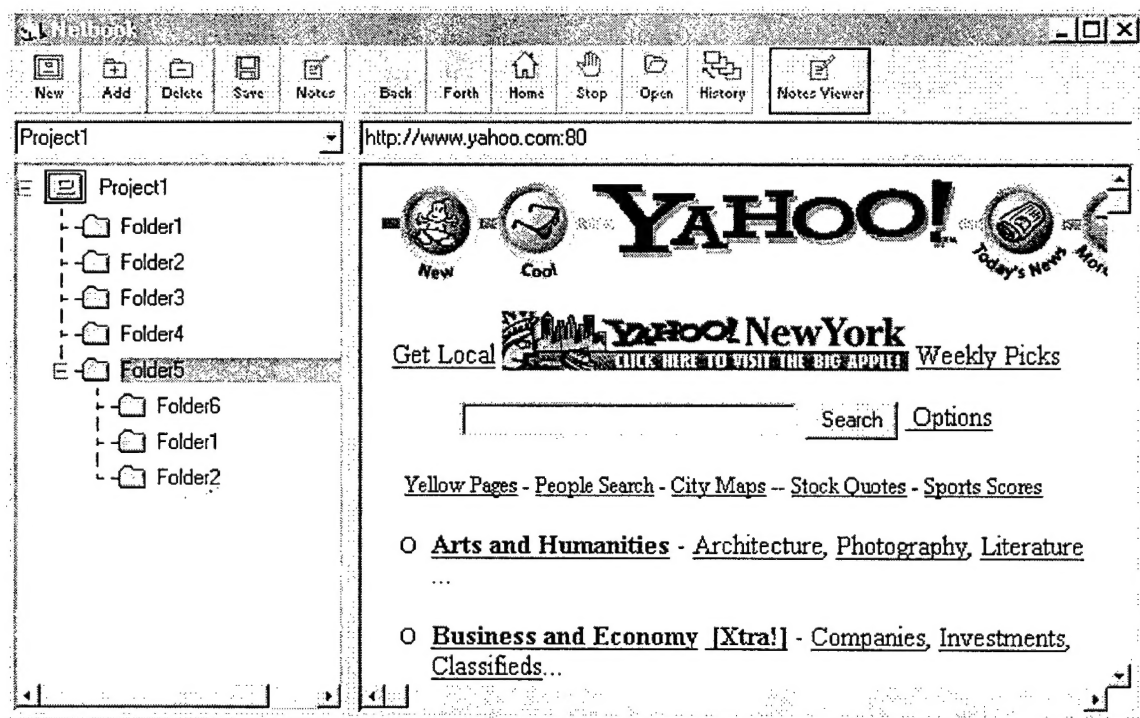 Netbook
New Add Delete Save Notes Back Forth Home Stop Open History Notes Viewer
Project1
http://www.yahoo.com:80
Project1
Folder1
Folder2
Folder3
Folder4
Folder5
Folder6
Folder1
Folder2
New Cool YAHOO! Today's News More
Get Local YAHOO! NewYork Weekly Picks
CLICK HERE TO VISIT THE BIG APPLE!
Search Options
Yellow Pages - People Search - City Maps -- Stock Quotes - Sports Scores
O Arts and Humanities - Architecture, Photography, Literature
...
O Business and Economy [Xtra!] - Companies, Investments,
Classifieds...